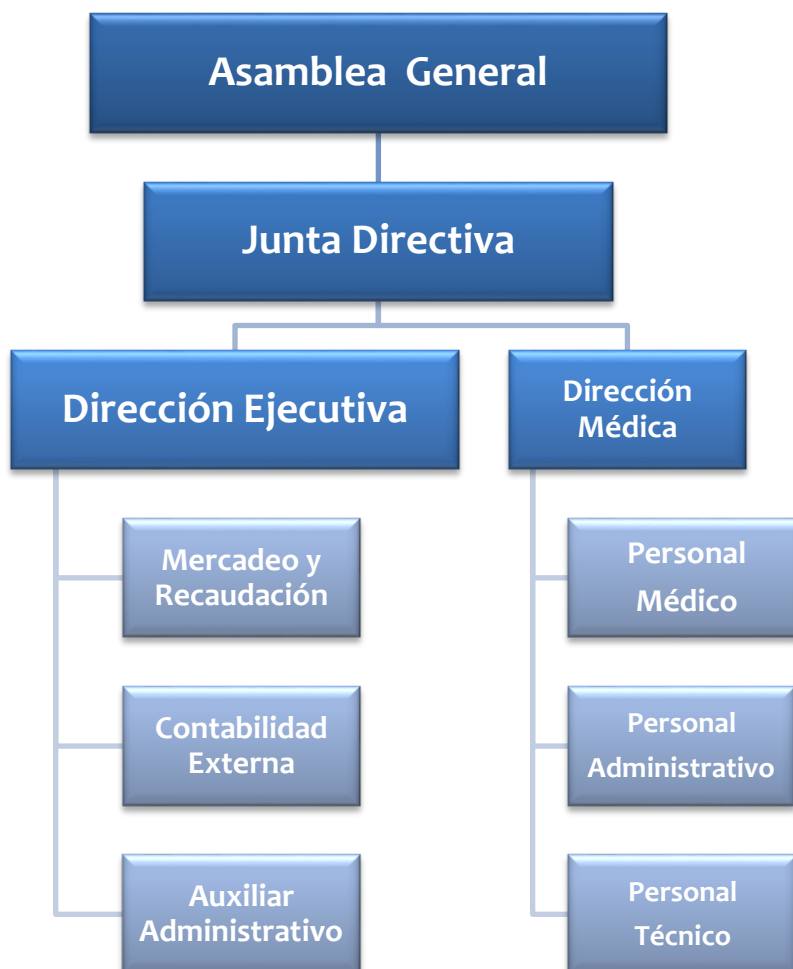 Asamblea General
Junta Directiva
Dirección Ejecutiva
Dirección
Médica
Mercadeo y
Recaudación
Contabilidad
Externa
Auxiliar
Administrativo
Personal
Médico
Personal
Administrativo
Personal
Técnico